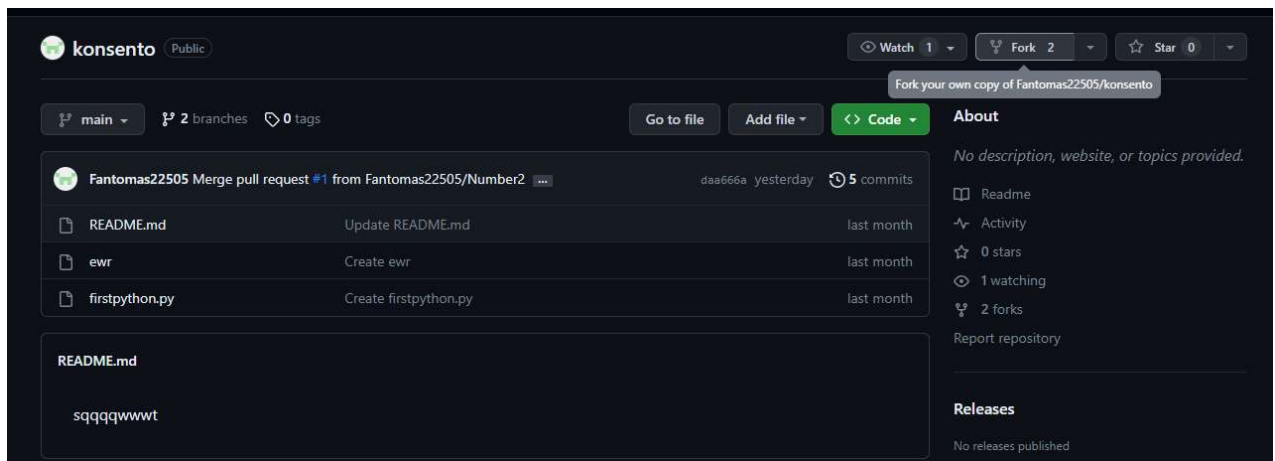 konsento Public
Watch 1
Fork 2
Star 0
Fork your own copy of Fantomas22505/konsento
main
2 branches
0 tags
Go to file
Add file
<> Code
Fantomas22505 Merge pull request #1 from Fantomas22505/Number2 ...
daa666a yesterday
5 commits
README.md
Update README.md
last month
ewr
Create ewr
last month
firstpython.py
Create firstpython.py
last month
README.md
sqqqqwwwt
About
No description, website, or topics provided.
Readme
Activity
0 stars
1 watching
2 forks
Report repository
Releases
No releases published